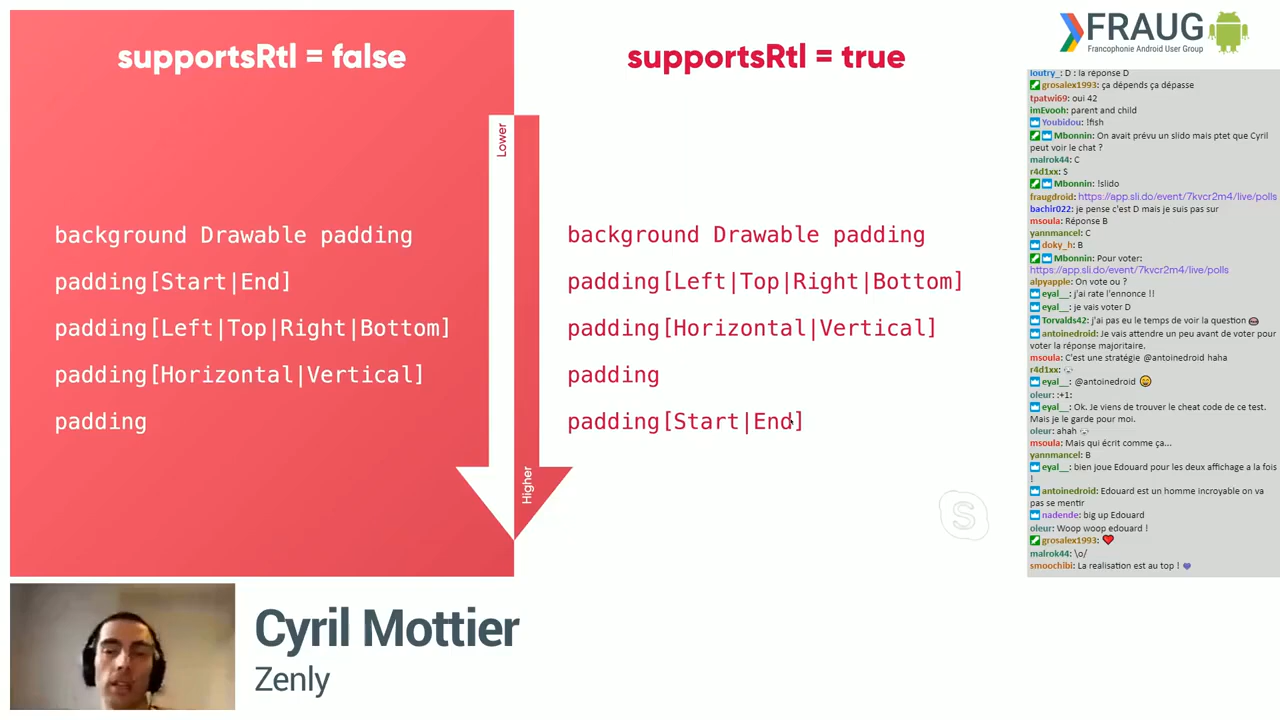 supportsRtl = false
supportsRtl = true
Lower
background Drawable padding
padding[Start|End]
padding[Left|Top|Right|Bottom]
padding[Horizontal|Vertical]
padding
background Drawable padding
padding[Left|Top|Right|Bottom]
padding[Horizontal|Vertical]
padding
padding[Start|End]
Higher
S
Cyril Mottier
Zenly
FRAUG
Francophonie Android User Group
loutry_: D : la réponse D
grosalex1993: ça dépends ça dépasse
tpatwi69: oui 42
imEvooh: parent and child
Youbidou: !fish
Mbonnin: On avait prévu un slido mais ptet que Cyril
peut voir le chat ?
malrok44: C
r4d1xx: S
Mbonnin: !slido
fraugdroid: https://app.sli.do/event/7kvcr2m4/live/polls
bachir022: je pense c'est D mais je suis pas sur
msoula: Réponse B
yannmancel: C
doky_h: B
Mbonnin: Pour voter:
https://app.sli.do/event/7kvcr2m4/live/polls
alpyapple: On vote ou ?
eyal__: j'ai rate l'ennonce !!
eyal__: je vais voter D
Torvalds42: j'ai pas eu le temps de voir la question
antoinedroid: Je vais attendre un peu avant de voter pour
voter la réponse majoritaire.
msoula: C'est une stratégie @antoinedroid haha
r4d1xx:
eyal__: @antoinedroid
oleur: :+1:
eyal__: Ok. Je viens de trouver le cheat code de ce test.
Mais je le garde pour moi.
oleur: ahah
msoula: Mais qui écrit comme ça...
yannmancel: B
eyal__: bien joue Edouard pour les deux affichage a la fois
!
antoinedroid: Edouard est un homme incroyable on va
pas se mentir
nadende: big up Edouard
oleur: Woop woop edouard !
grosalex1993:
malrok44: \o/
smoochibi: La realisation est au top !